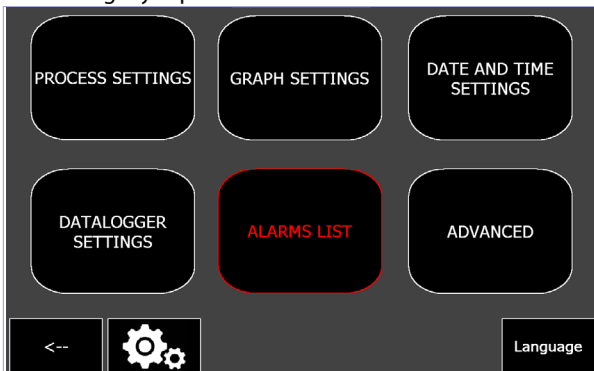 PROCESS SETTINGS
GRAPH SETTINGS
DATE AND TIME
SETTINGS
DATALOGGER
SETTINGS
ALARMS LIST
ADVANCED
<--
Language